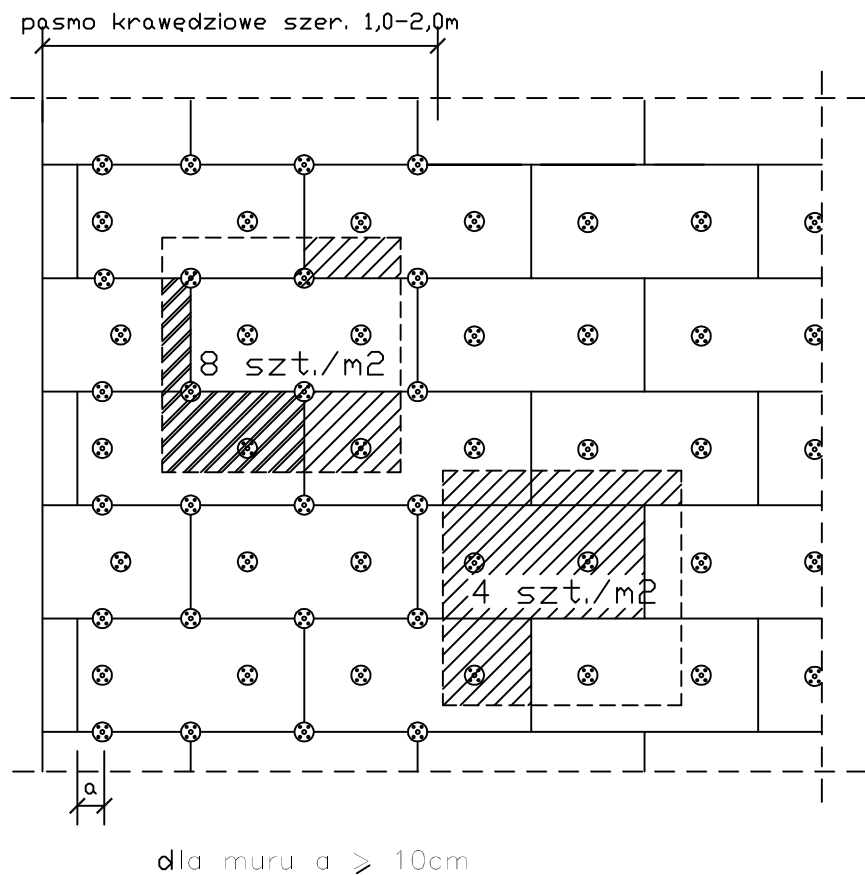 pasmo krawędziowe szer. 1,0-2,0m
8 szt./m2
4 szt./m2
a
dla muru a ⩾ 10cm